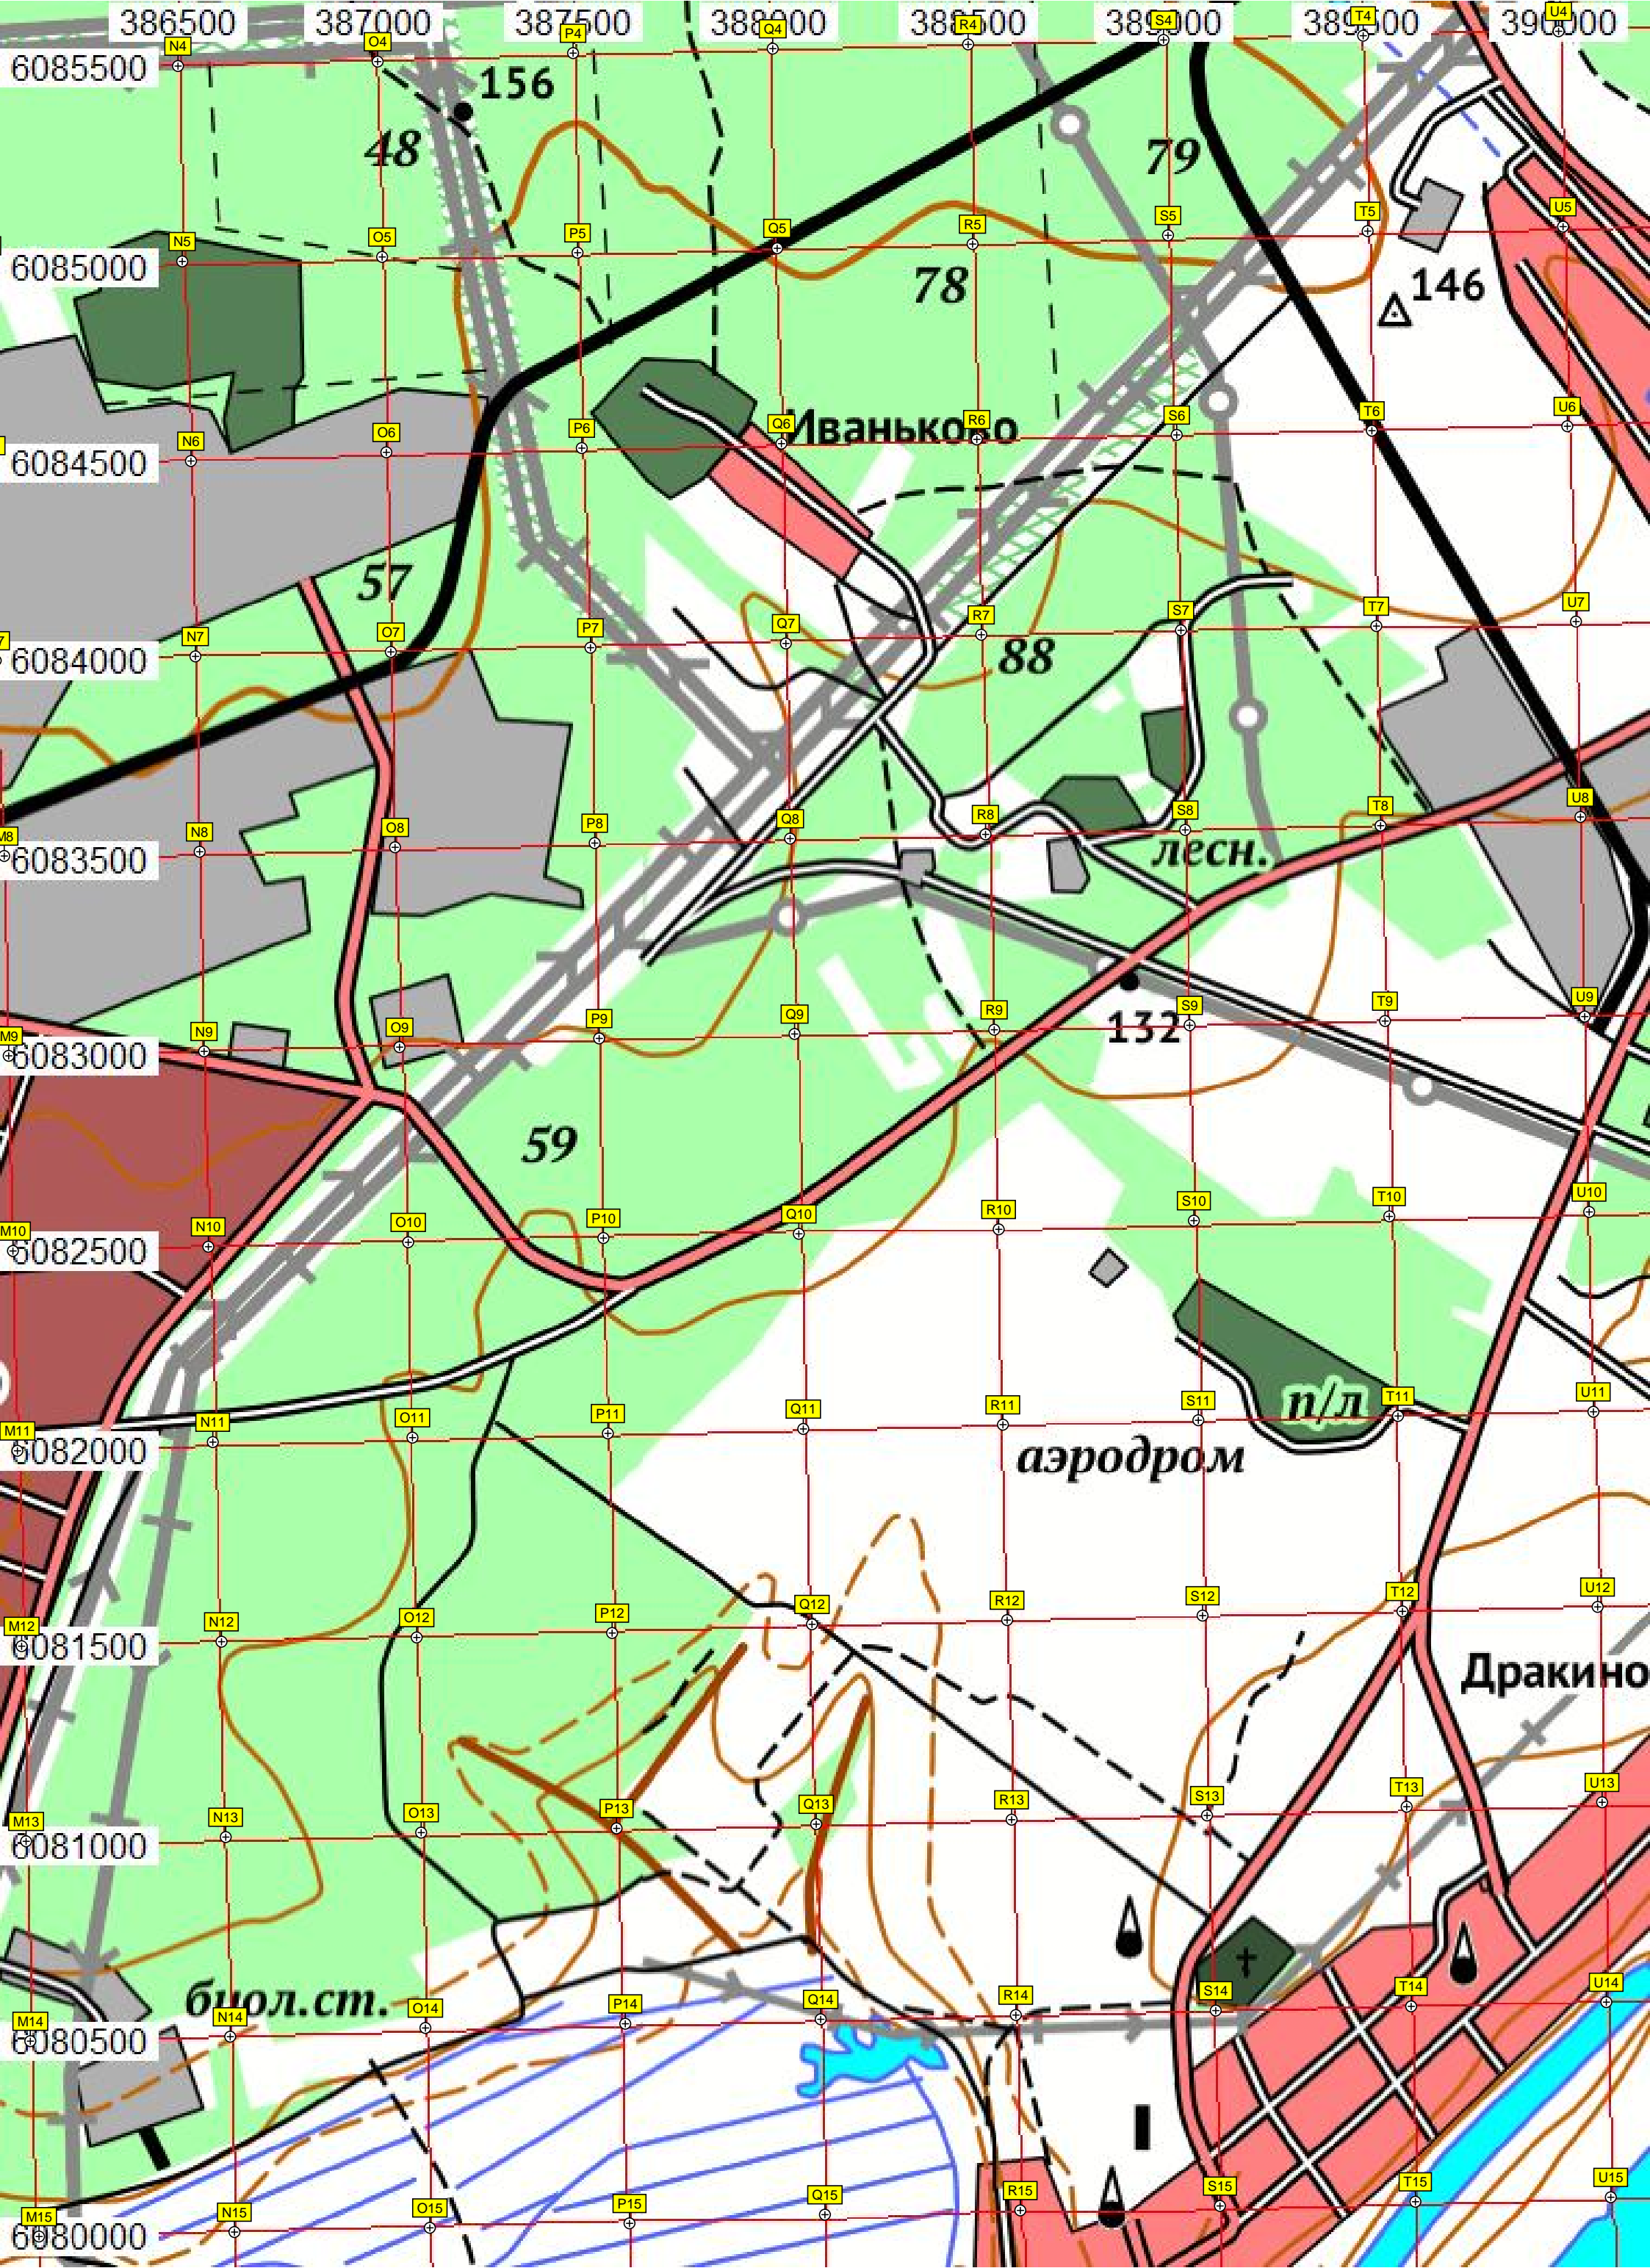 386500 387000 387500 388000 388500 389000 389500 390000
N4 O4 P4 Q4 R4 S4 T4 U4
6085500
156
48
79
N5 O5 P5 Q5 R5 S5 T5 U5
6085000
78
146
N6 O6 P6 Q6 R6 S6 T6 U6
Иваньково
6084500
57
N7 O7 P7 Q7 R7 S7 T7 U7
6084000
88
M8 N8 O8 P8 Q8 R8 S8 T8 U8
6083500
лесн.
M9 N9 O9 P9 Q9 R9 S9 T9 U9
6083000
132
59
M10 N10 O10 P10 Q10 R10 S10 T10 U10
6082500
п/л
M11 N11 O11 P11 Q11 R11 S11 T11 U11
6082000
аэродром
M12 N12 O12 P12 Q12 R12 S12 T12 U12
6081500
Дракино
M13 N13 O13 P13 Q13 R13 S13 T13 U13
6081000
биол.ст.
M14 N14 O14 P14 Q14 R14 S14 T14 U14
6080500
M15 N15 O15 P15 Q15 R15 S15 T15 U15
6080000